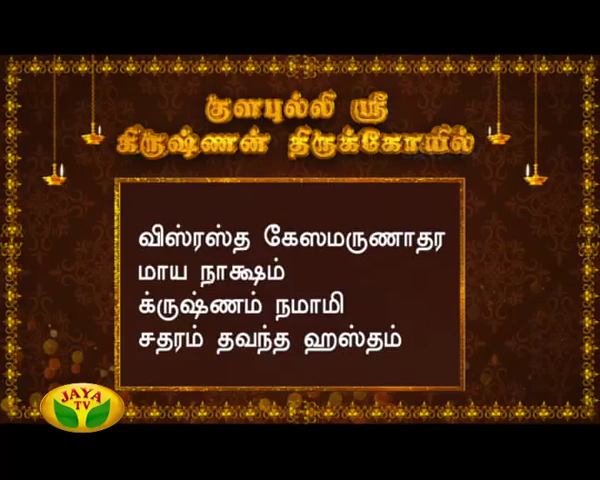 குளபுல்லி ஸ்ரீ
கிருஷ்ணன் திருக்கோயில்
விஸ்ரஸ்த கேஸமருணாதர
மாய நாக்ஷம்
க்ருஷ்ணம் நமாமி
சதரம் தவந்த ஹஸ்தம்
JAYA
TV